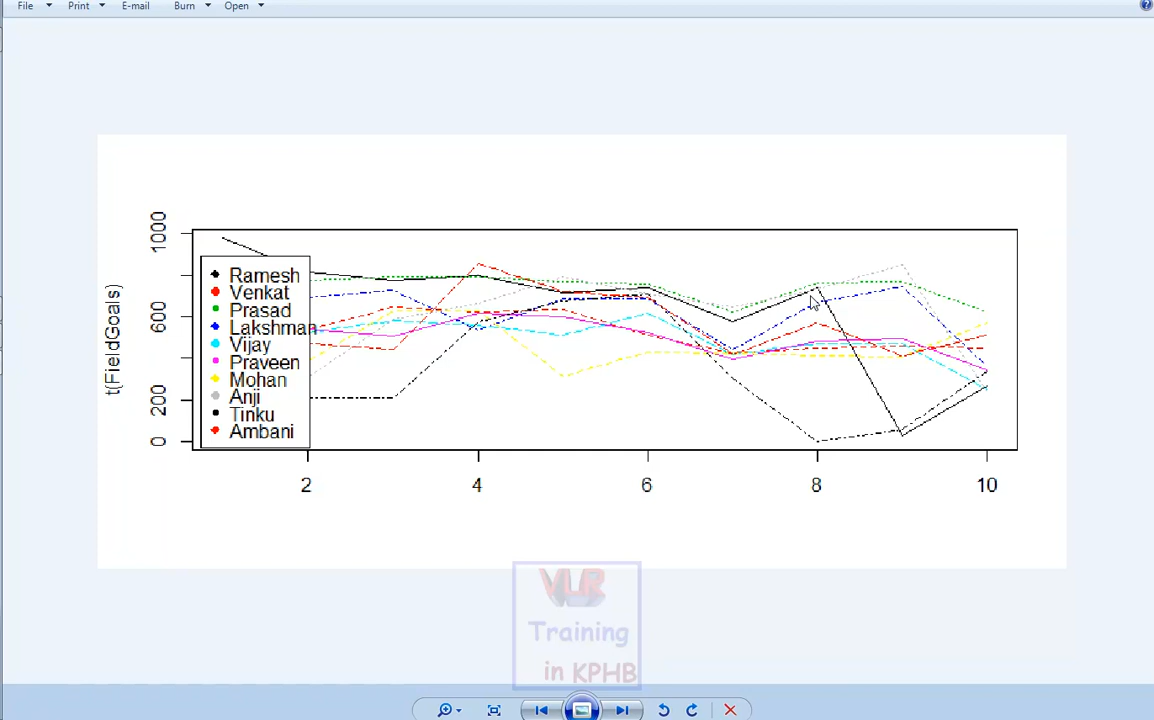 File Print E-mail Burn Open
1000
600
200
0
t(FieldGoals)
Ramesh
Venkat
Prasad
Lakshman
Vijay
Praveen
Mohan
Anji
Tinku
Ambani
2 4 6 8 10
VLR
Training
in KPHB